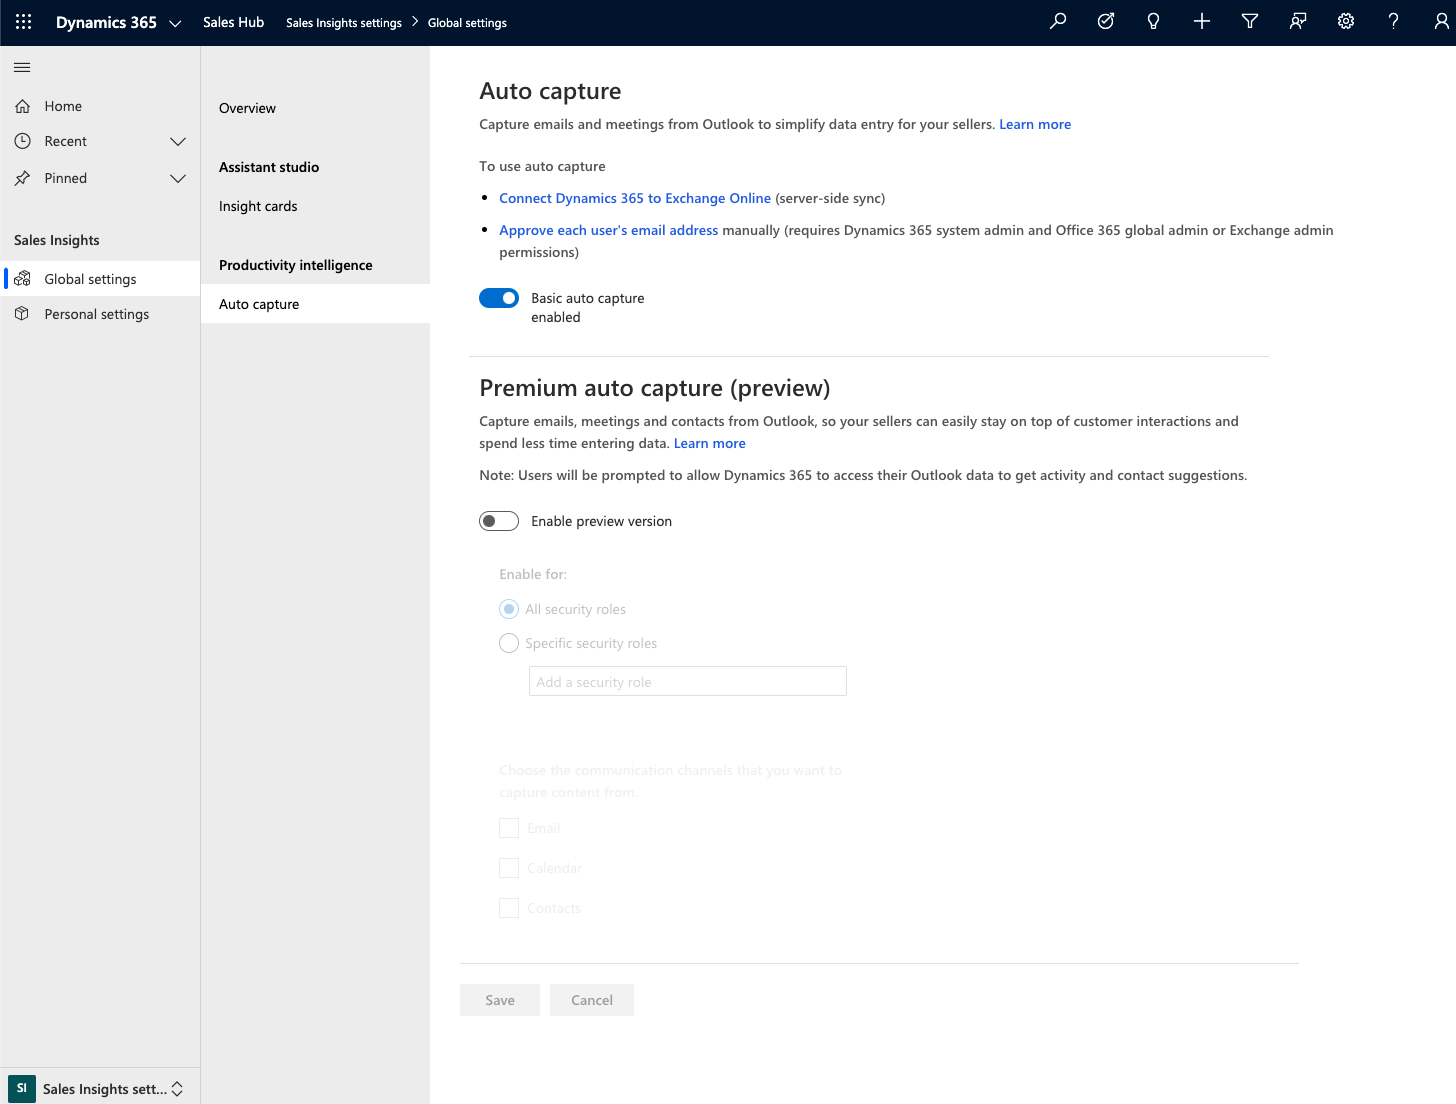 Dynamics 365
Sales Hub
Sales Insights settings > Global settings
Home
Recent
Pinned
Sales Insights
Global settings
Personal settings
SI
Sales Insights sett...
Overview
Assistant studio
Insight cards
Productivity intelligence
Auto capture
Auto capture
Capture emails and meetings from Outlook to simplify data entry for your sellers. Learn more
To use auto capture
• Connect Dynamics 365 to Exchange Online (server-side sync)
• Approve each user's email address manually (requires Dynamics 365 system admin and Office 365 global admin or Exchange admin
permissions)
Basic auto capture
enabled
Premium auto capture (preview)
Capture emails, meetings and contacts from Outlook, so your sellers can easily stay on top of customer interactions and
spend less time entering data. Learn more
Note: Users will be prompted to allow Dynamics 365 to access their Outlook data to get activity and contact suggestions.
Enable preview version
Enable for:
All security roles
Specific security roles
Add a security role
Choose the communication channels that you want to
capture content from.
Email
Calendar
Contacts
Save
Cancel